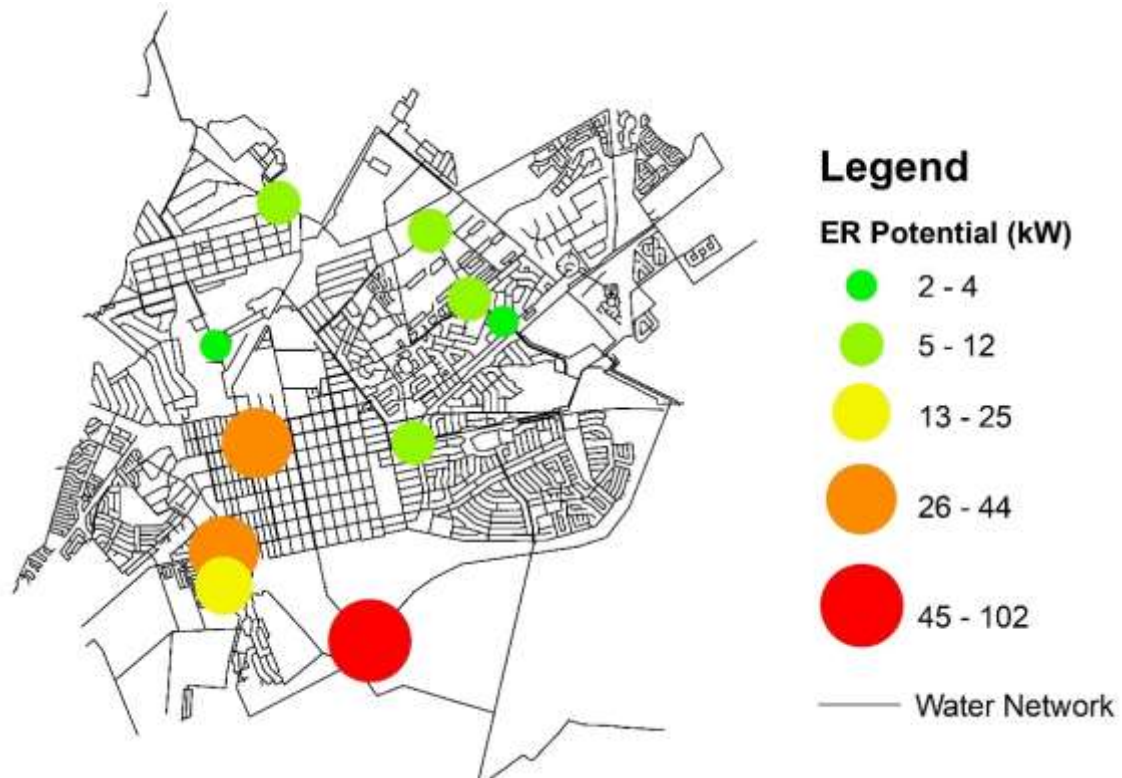 Legend
ER Potential (kW)
2 - 4
5 - 12
13 - 25
26 - 44
45 - 102
Water Network